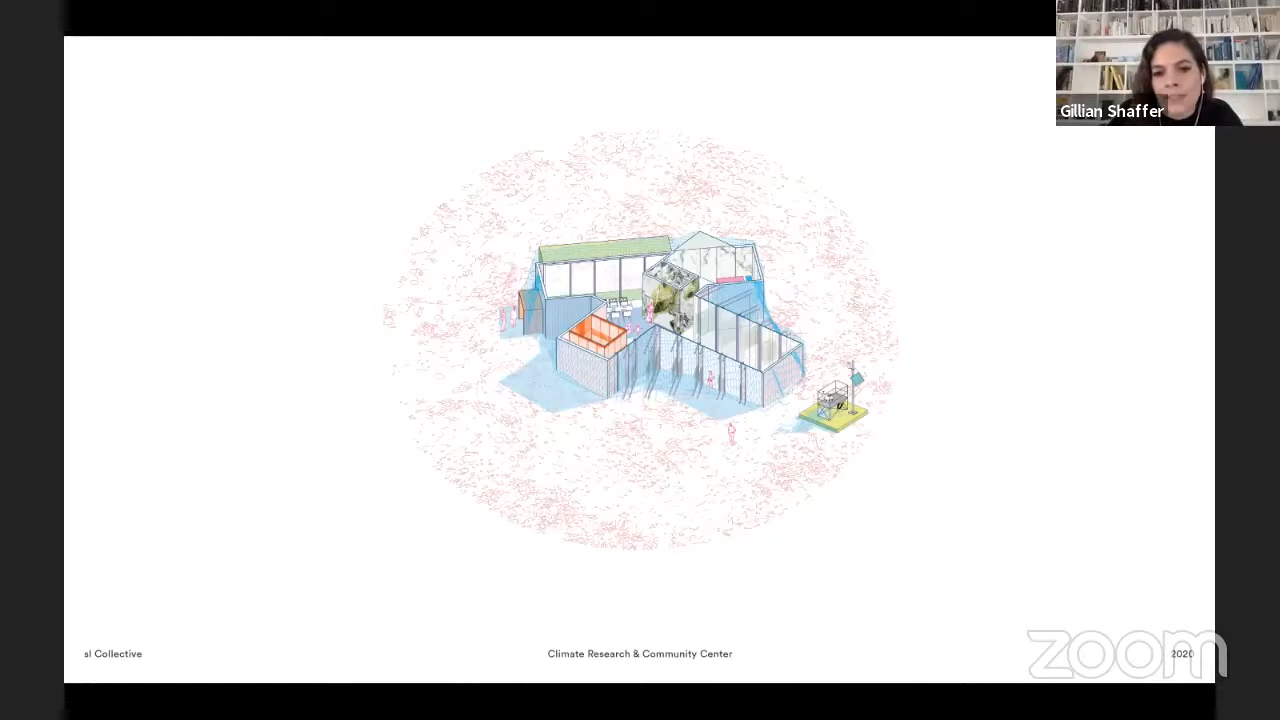 Gillian Shaffer
sl Collective
Climate Research & Community Center
2020
zoom